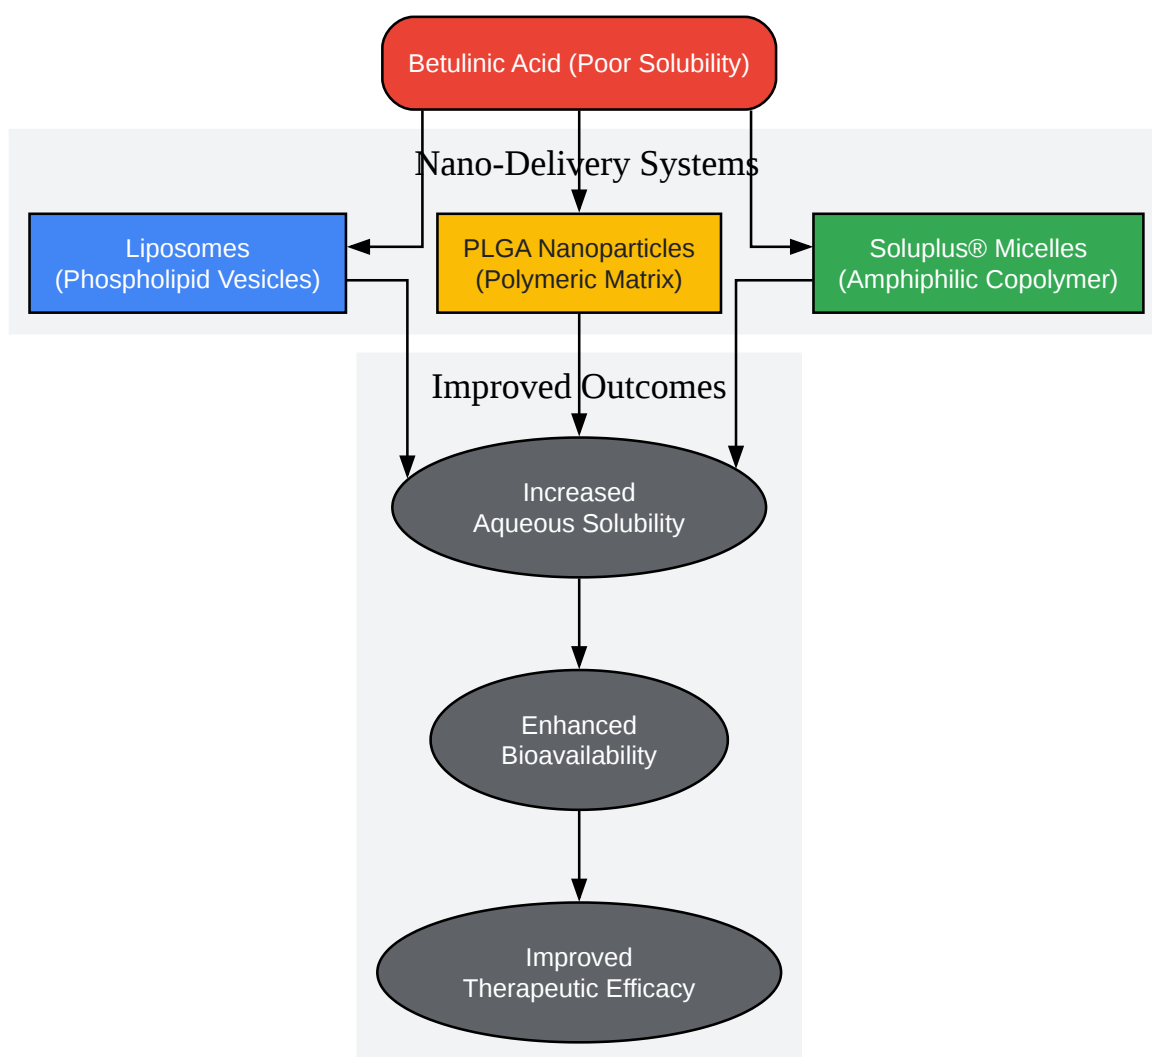 Betulinic Acid (Poor Solubility)
Nano-Delivery Systems
Liposomes
(Phospholipid Vesicles)
PLGA Nanoparticles
(Polymeric Matrix)
Soluplus® Micelles
(Amphiphilic Copolymer)
Improved Outcomes
Increased
Aqueous Solubility
Enhanced
Bioavailability
Improved
Therapeutic Efficacy